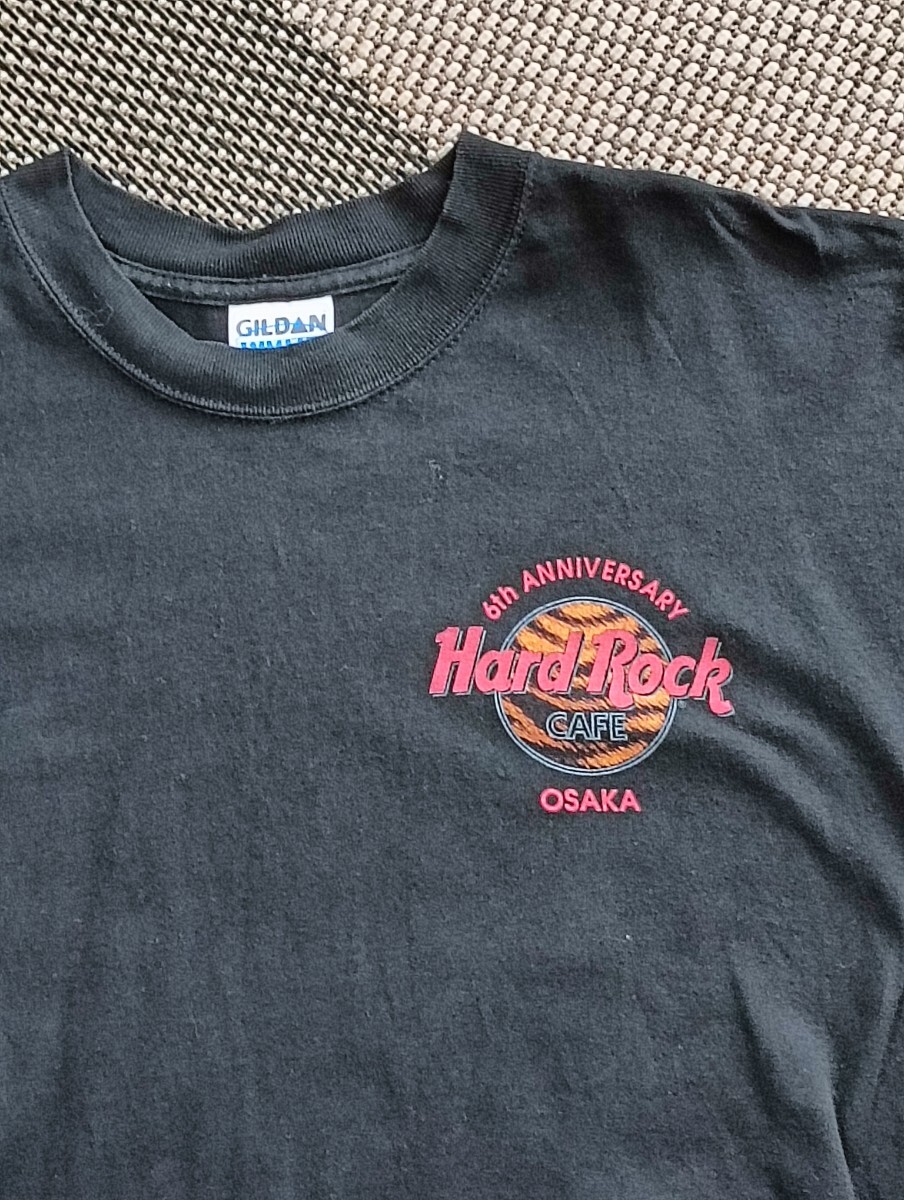 GILDAN
6th ANNIVERSARY
Hard Rock
CAFE
OSAKA